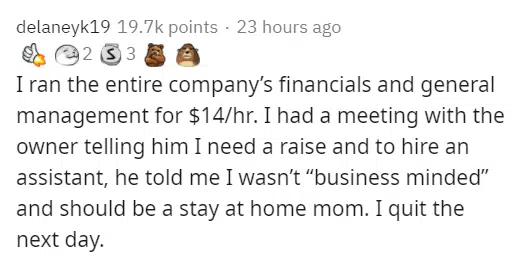 delaneyk19 19.7k points · 23 hours ago
2 S 3
I ran the entire company’s financials and general
management for $14/hr. I had a meeting with the
owner telling him I need a raise and to hire an
assistant, he told me I wasn’t “business minded”
and should be a stay at home mom. I quit the
next day.